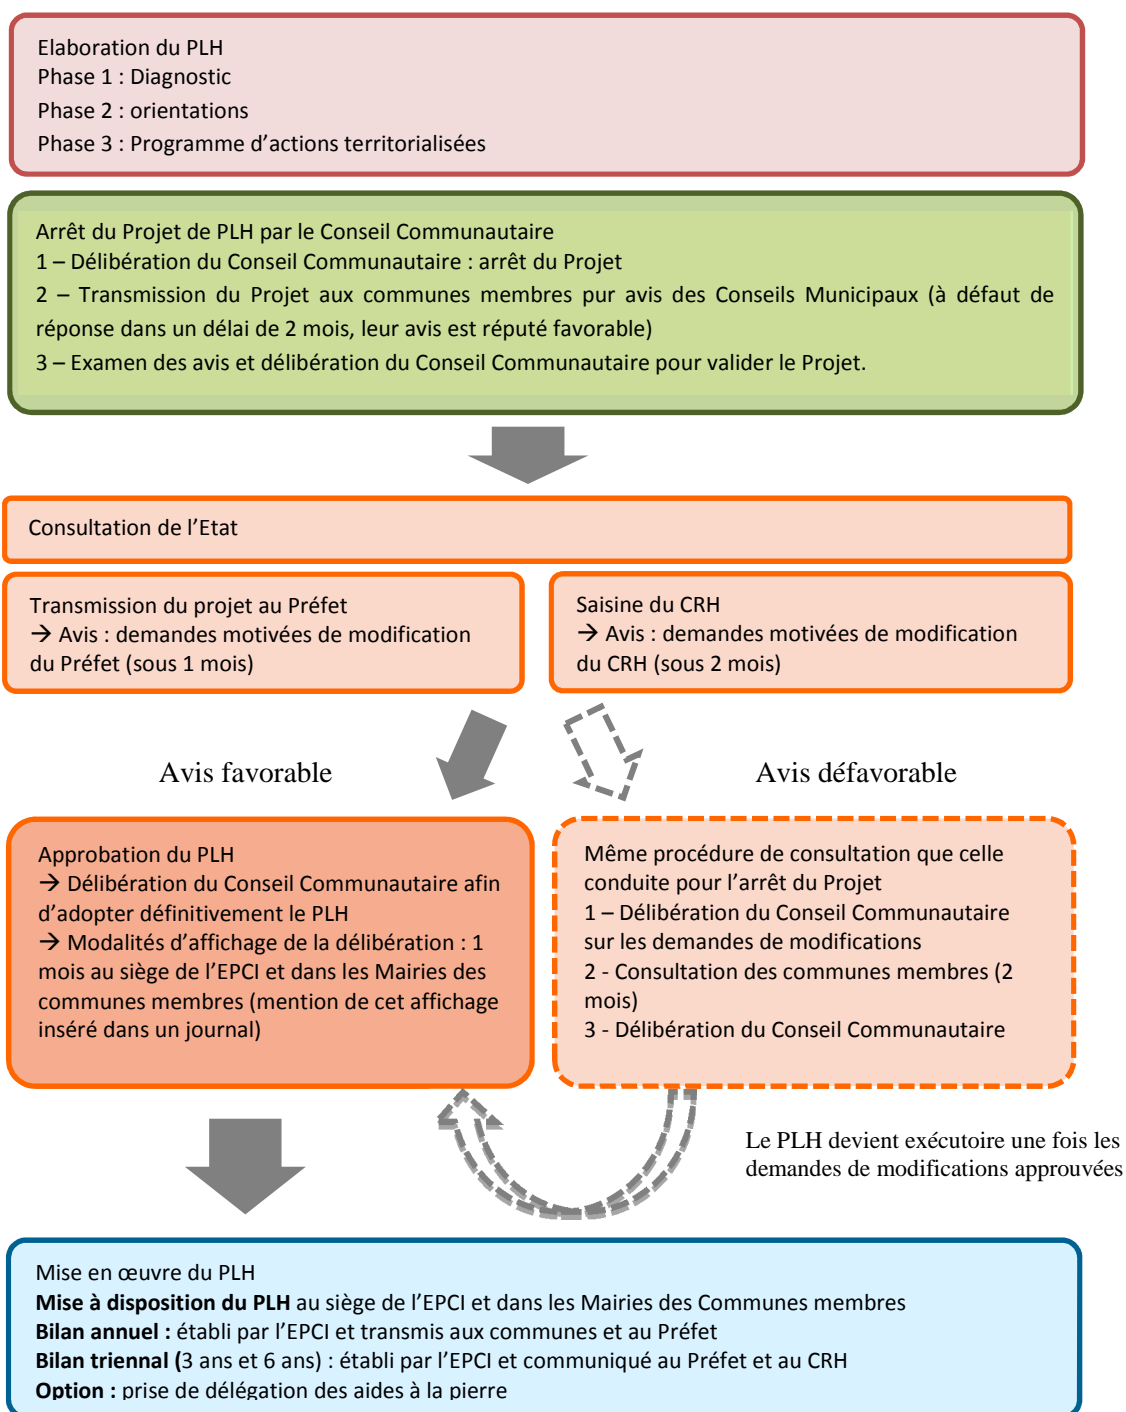 Elaboration du PLH
Phase 1 : Diagnostic
Phase 2 : orientations
Phase 3 : Programme d’actions territorialisées
Arrêt du Projet de PLH par le Conseil Communautaire
1 – Délibération du Conseil Communautaire : arrêt du Projet
2 – Transmission du Projet aux communes membres pur avis des Conseils Municipaux (à défaut de
réponse dans un délai de 2 mois, leur avis est réputé favorable)
3 – Examen des avis et délibération du Conseil Communautaire pour valider le Projet.
Consultation de l’Etat
Transmission du projet au Préfet
→ Avis : demandes motivées de modification
du Préfet (sous 1 mois)
Saisine du CRH
→ Avis : demandes motivées de modification
du CRH (sous 2 mois)
Avis favorable
Avis défavorable
Approbation du PLH
→ Délibération du Conseil Communautaire afin
d’adopter définitivement le PLH
→ Modalités d’affichage de la délibération : 1
mois au siège de l’EPCI et dans les Mairies des
communes membres (mention de cet affichage
inséré dans un journal)
Même procédure de consultation que celle
conduite pour l’arrêt du Projet
1 – Délibération du Conseil Communautaire
sur les demandes de modifications
2 - Consultation des communes membres (2
mois)
3 - Délibération du Conseil Communautaire
Le PLH devient exécutoire une fois les
demandes de modifications approuvées
Mise en œuvre du PLH
Mise à disposition du PLH au siège de l’EPCI et dans les Mairies des Communes membres
Bilan annuel : établi par l’EPCI et transmis aux communes et au Préfet
Bilan triennal (3 ans et 6 ans) : établi par l’EPCI et communiqué au Préfet et au CRH
Option : prise de délégation des aides à la pierre